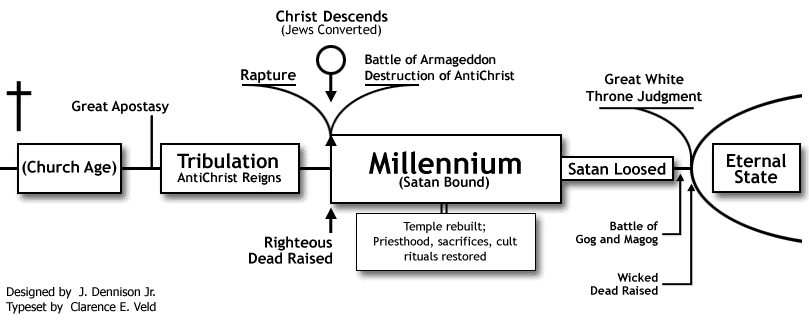 Christ Descends
(Jews Converted)
Rapture
Battle of Armageddon
Destruction of AntiChrist
Great White
Throne Judgment
Great Apostasy
(Church Age)
Tribulation
AntiChrist Reigns
Millennium
(Satan Bound)
Satan Loosed
Eternal
State
Righteous
Dead Raised
Temple rebuilt;
Priesthood, sacrifices, cult
rituals restored
Battle of
Gog and Magog
Wicked
Dead Raised
Designed by J. Dennison Jr.
Typeset by Clarence E. Veld